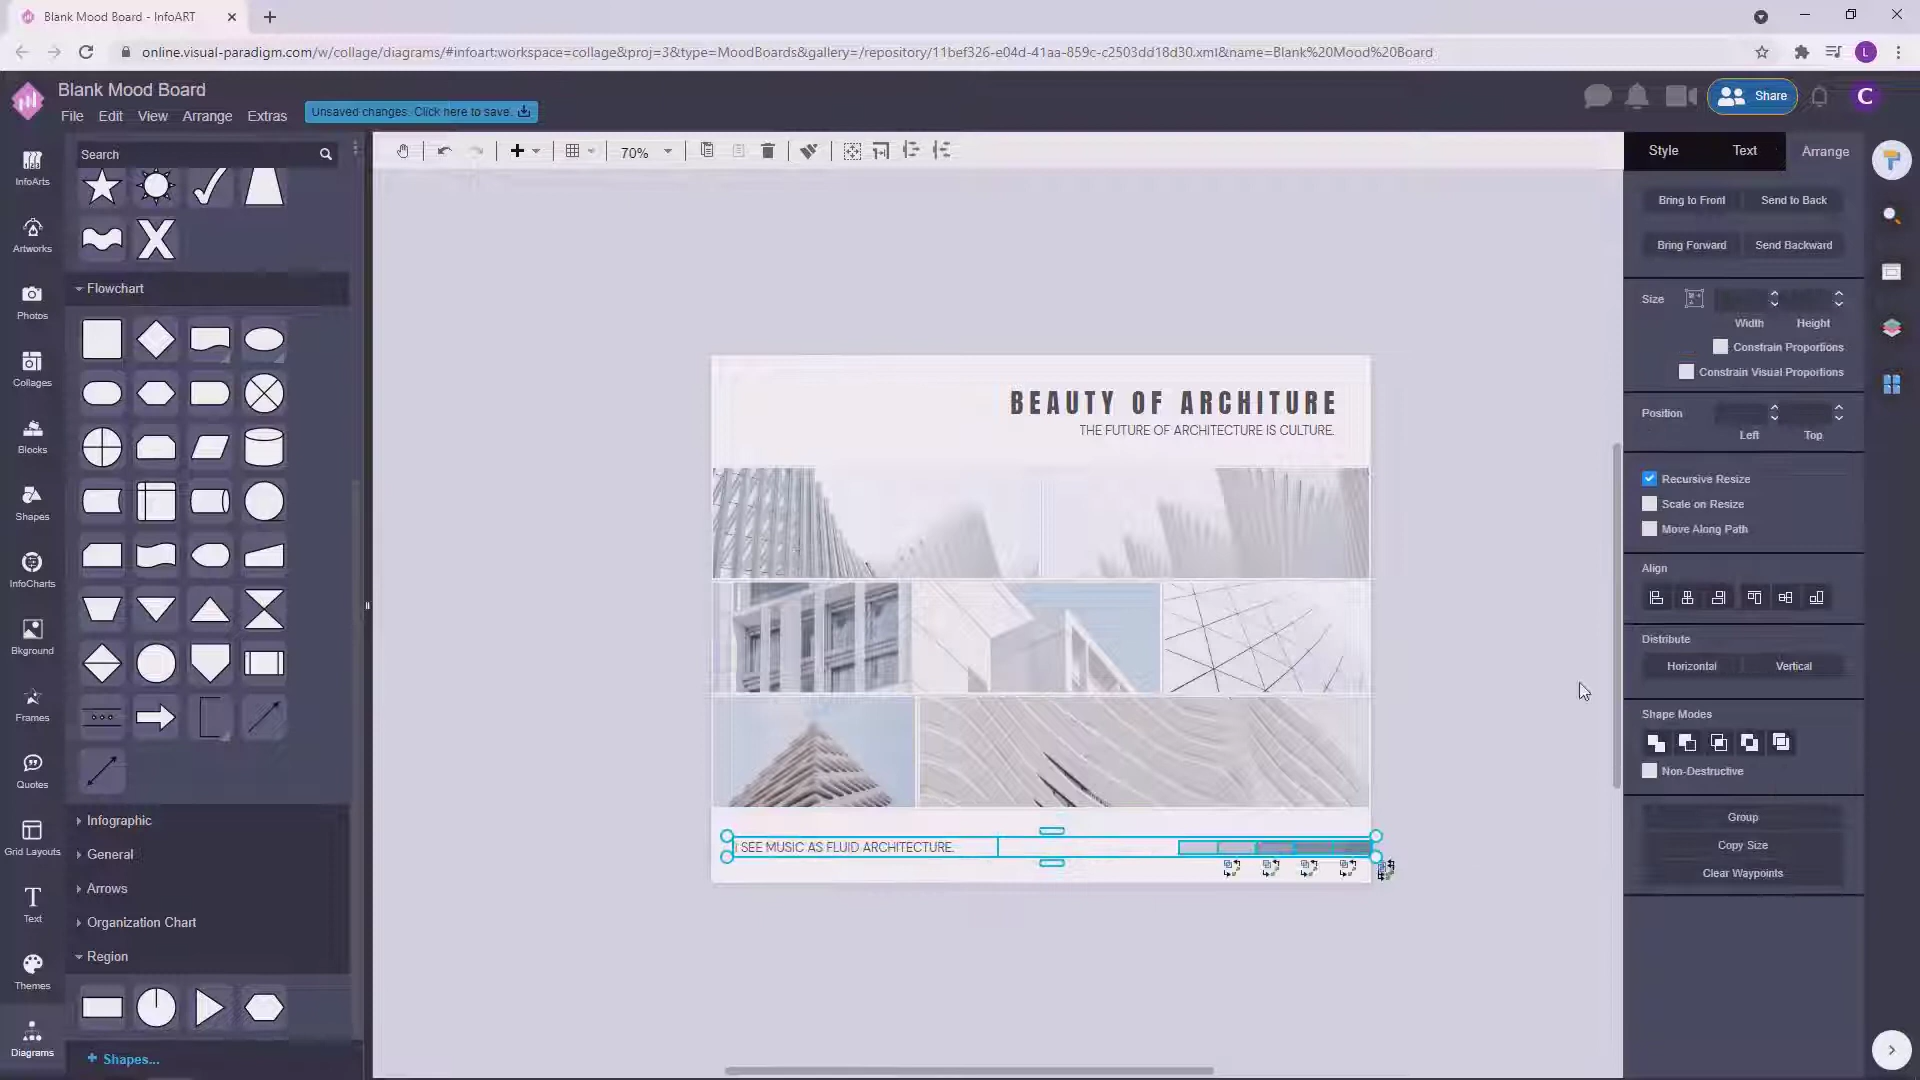 Blank Mood Board - InfoART
online.visual-paradigm.com/w/collage/diagrams/#infoart:workspace=collage&proj=3&type=MoodBoards&gallery=/repository/11bef326-e04d-41aa-859c-c2503dd18d30.xml&name=Blank%20Mood%20Board
L
Blank Mood Board
File Edit View Arrange Extras
Unsaved changes. Click here to save.
Share
C
Search
70%
Style Text Arrange
InfoArts
Artworks
Photos
Collages
Blocks
Shapes
InfoCharts
Bkground
Frames
Quotes
Grid Layouts
Text
Themes
Diagrams
Flowchart
Infographic
General
Arrows
Organization Chart
Region
+ Shapes...
BEAUTY OF ARCHITURE
THE FUTURE OF ARCHITECTURE IS CULTURE.
I SEE MUSIC AS FLUID ARCHITECTURE.
Bring to Front Send to Back
Bring Forward Send Backward
Size
Width Height
Constrain Proportions
Constrain Visual Proportions
Position
Left Top
Recursive Resize
Scale on Resize
Move Along Path
Align
Distribute
Horizontal Vertical
Shape Modes
Non-Destructive
Group
Copy Size
Clear Waypoints